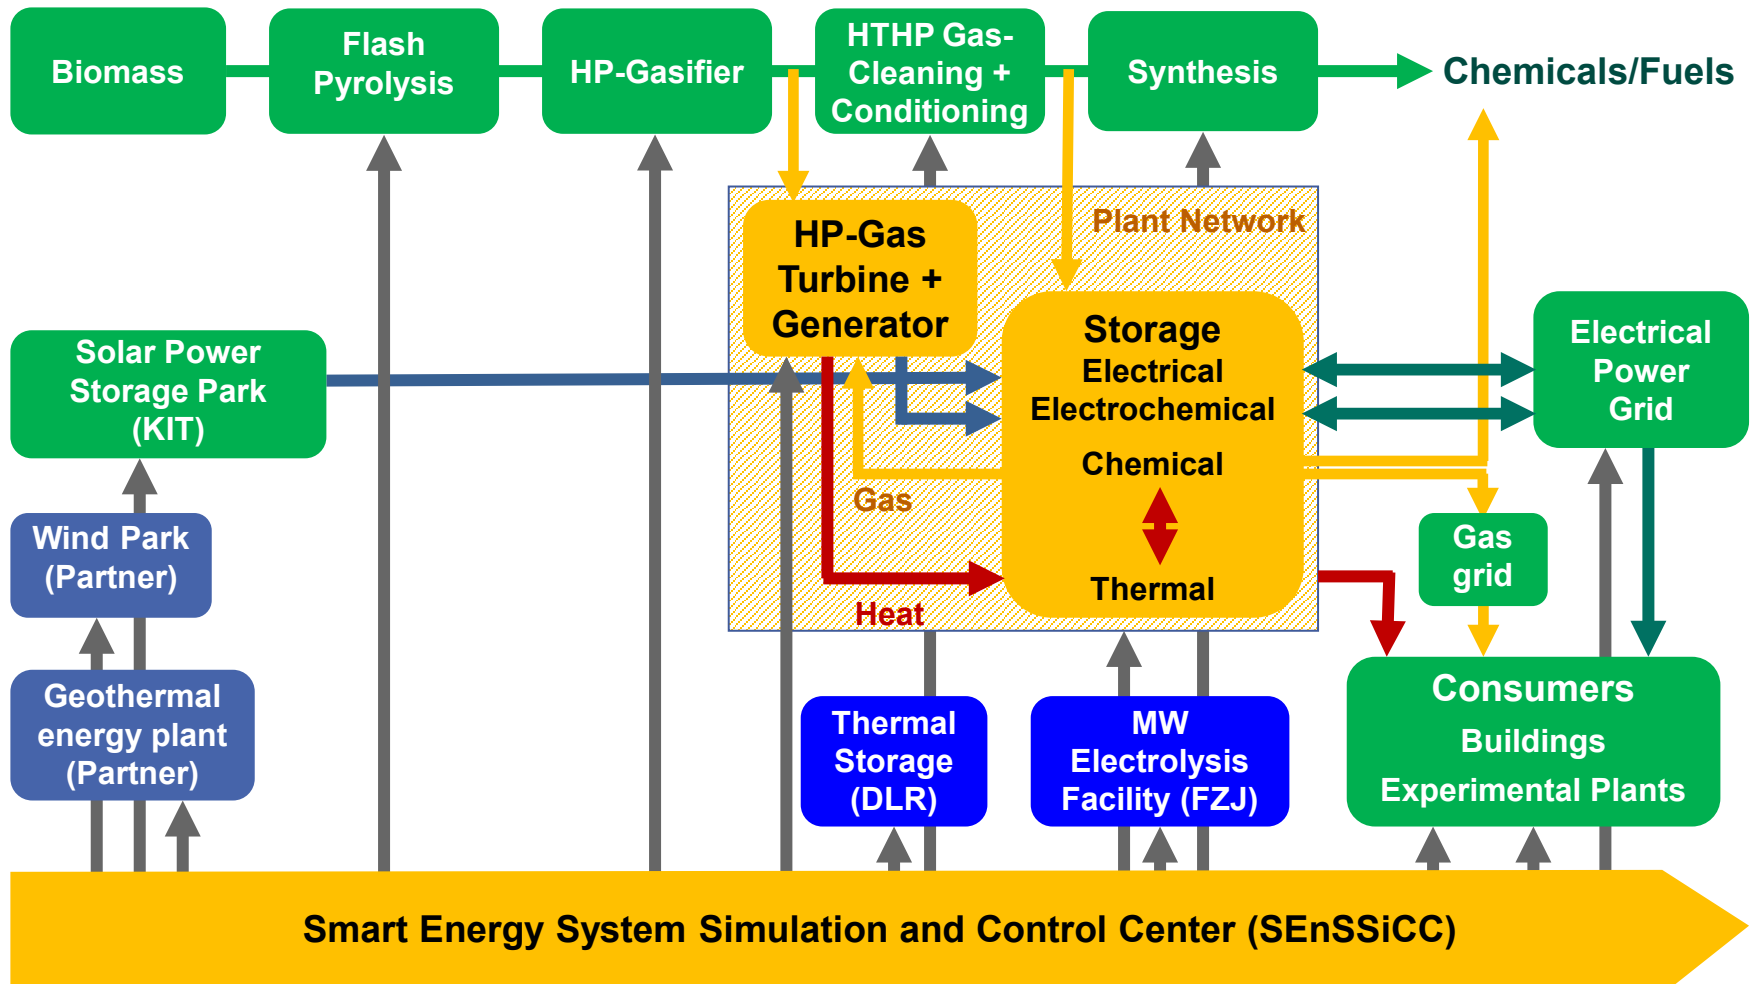 Biomass
Flash
Pyrolysis
HP-Gasifier
HTHP Gas-
Cleaning +
Conditioning
Synthesis
Chemicals/Fuels
Plant Network
HP-Gas
Turbine +
Generator
Storage
Electrical
Electrochemical
Chemical
Thermal
Gas
Heat
Solar Power
Storage Park
(KIT)
Electrical
Power
Grid
Wind Park
(Partner)
Gas
grid
Geothermal
energy plant
(Partner)
Thermal
Storage
(DLR)
MW
Electrolysis
Facility (FZJ)
Consumers
Buildings
Experimental Plants
Smart Energy System Simulation and Control Center (SEnSSiCC)